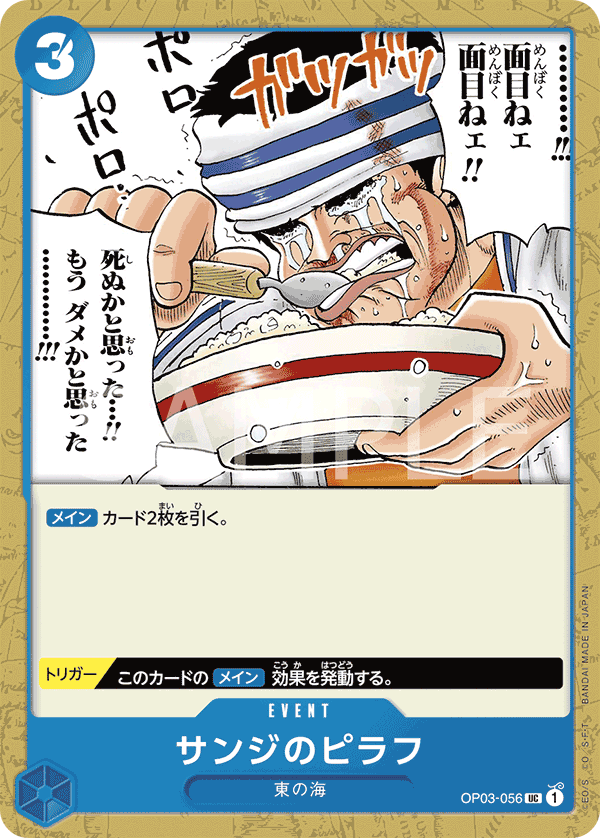 3
ガツガツ
ポロ
ポロ
面目ねェ
面目ねェ!!
…………!!!
死ぬかと思った……!!
もう ダメかと思った
…………!!!
SAMPLE
メイン カード2枚を引く。
トリガー このカードの メイン 効果を発動する。
EVENT
サンジのピラフ
東の海
OP03-056 UC 1
BANDAI MADE IN JAPAN